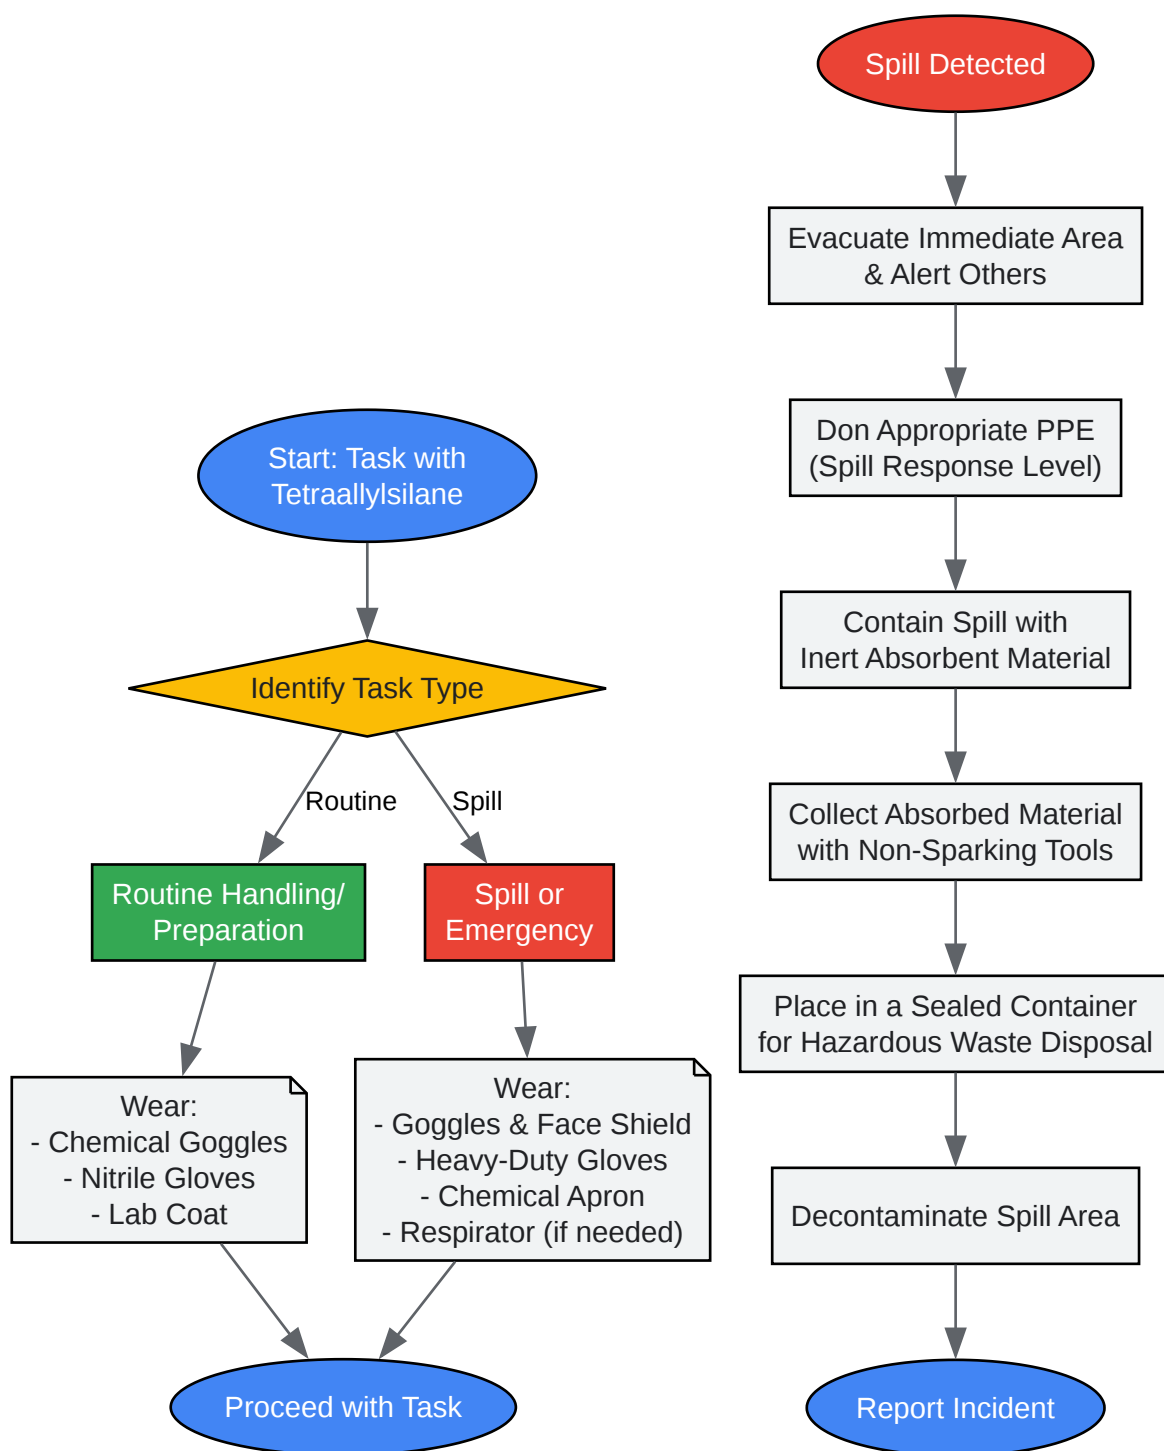 Start: Task with
Tetraallylsilane
Identify Task Type
Routine
Spill
Routine Handling/
Preparation
Spill or
Emergency
Wear:
- Chemical Goggles
- Nitrile Gloves
- Lab Coat
Wear:
- Goggles & Face Shield
- Heavy-Duty Gloves
- Chemical Apron
- Respirator (if needed)
Proceed with Task
Spill Detected
Evacuate Immediate Area
& Alert Others
Don Appropriate PPE
(Spill Response Level)
Contain Spill with
Inert Absorbent Material
Collect Absorbed Material
with Non-Sparking Tools
Place in a Sealed Container
for Hazardous Waste Disposal
Decontaminate Spill Area
Report Incident